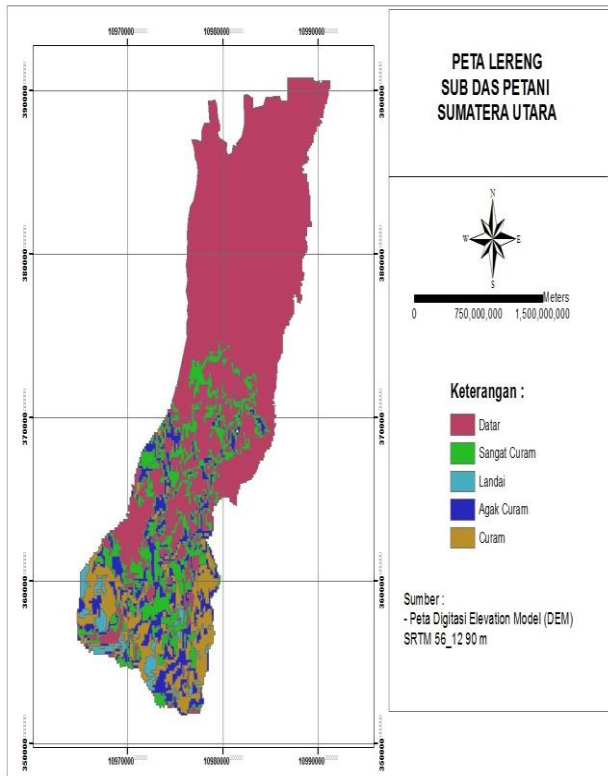 10970000
10980000
10990000
390000
390000
380000
380000
370000
370000
360000
360000
350000
350000
10970000
10980000
10990000
PETA LERENG
SUB DAS PETANI
SUMATERA UTARA
N
W
E
S
Meters
0
750,000,000
1,500,000,000
Keterangan :
Datar
Sangat Curam
Landai
Agak Curam
Curam
Sumber :
- Peta Digitasi Elevation Model (DEM)
SRTM 56_12 90 m